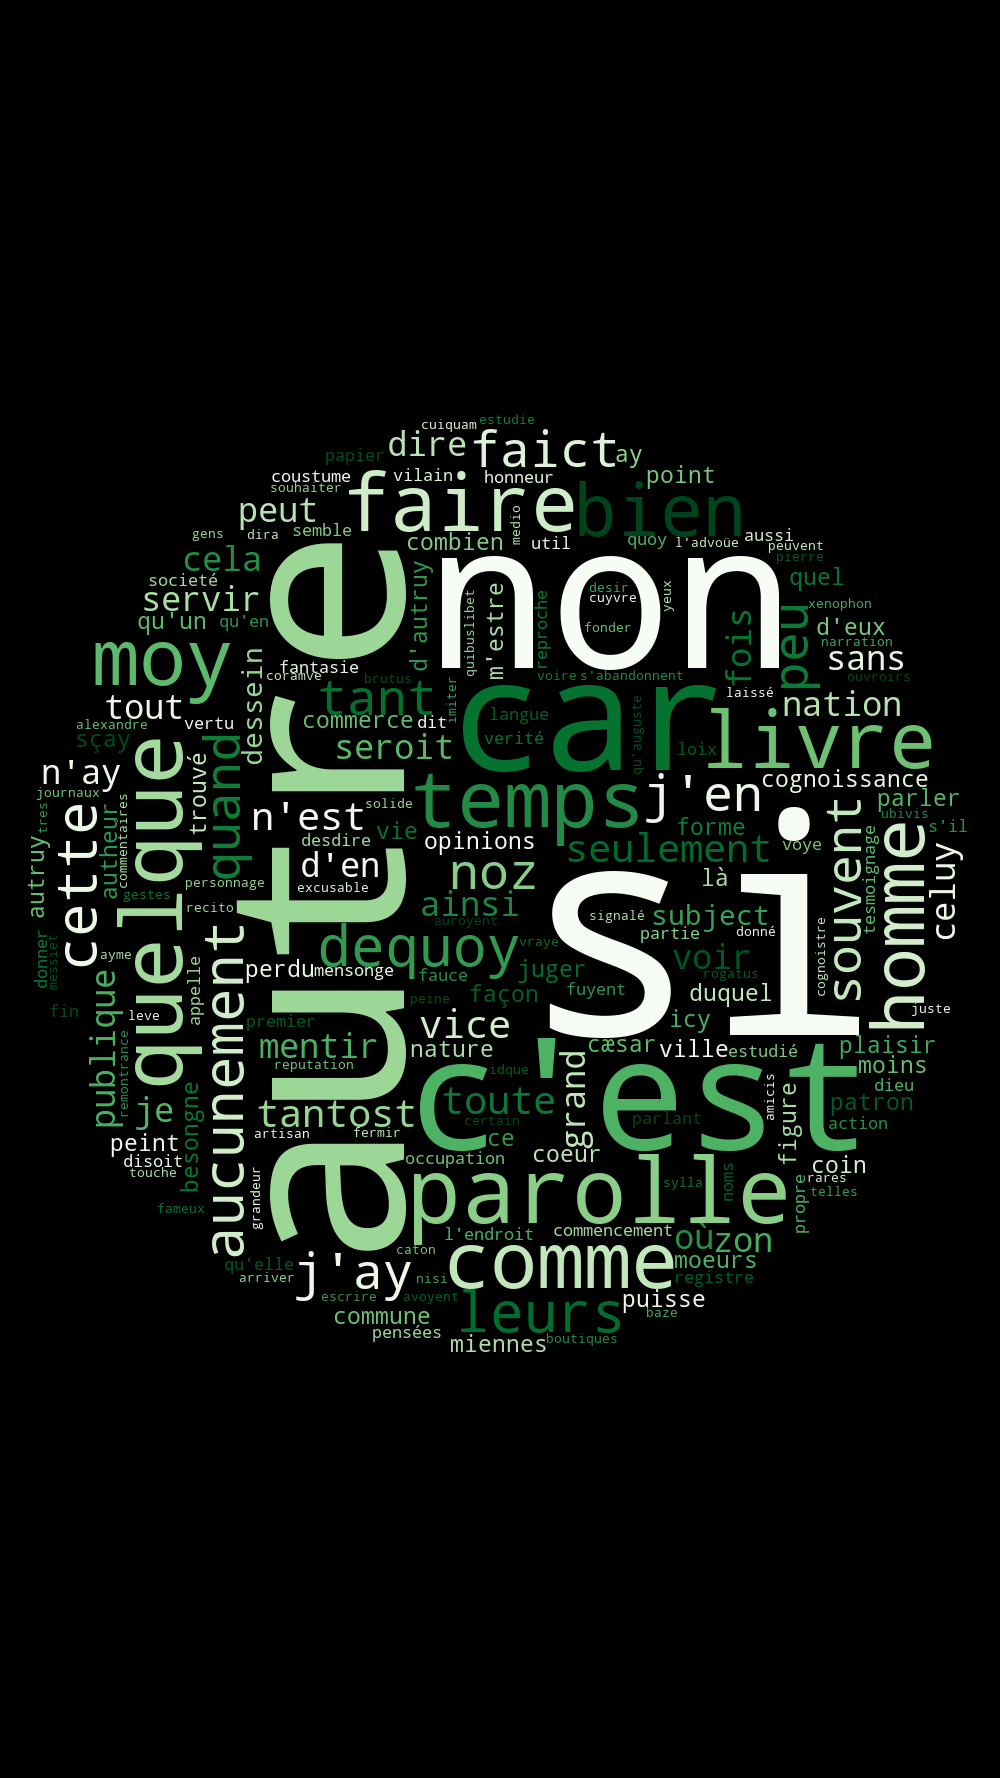 cuiquam estudie
papier dire faict ay
coustume vilain honneur point
souhaiter faire bien
peut
gens dira semble combien medio util quoy l'advoüe aussi
cela peuvent
societé pierre
servir quel
qu'un qu'en autre d'autruy quibuslibet m'estre reproche non desir cuyvre yeux fonder fois peu xenophon
d'eux
moy narration
dessein fantasie coramve brutus voire s'abandonnent sans
ouvroirs
tout tant imiter car laissé nation
alexandre vertu commerce dit langue livre
sçay seroit verité qu'auguste loix
n'ay quelque trouvé quand temps j'en cognoissance
journaux solide parler
tres cette commentaires autheur n'est vie forme souvent ubivis
desdire opinions seulement si voye homme s'il
autruy d'en noz là tesmoignage celuy
gestes personnage excusable
recito ainsi signalé subject
auroyent partie donné
donner messiet ayme aucunement dequoy vraye voir cognoistre
publique appelle perdu mensonge fauce juger rogatus
fin leve peine façon fuyent duquel juste
premier vice icy
remontrance mentir nature c'est cæsar ville estudié plaisir
reputation idque moins
je besongne tantost toute grand amicis figure dieu
certain parlant patron
artisan fermir ce action
peint coeur
disoit grandeur occupation coin
touche parolle sylla noms propre rares
telles
fameux l'endroit commencement
caton comme où zon
qu'elle moeurs
arriver j'ay nisi registre
escrire avoyent leurs puisse
commune baze
pensées boutiques
miennes